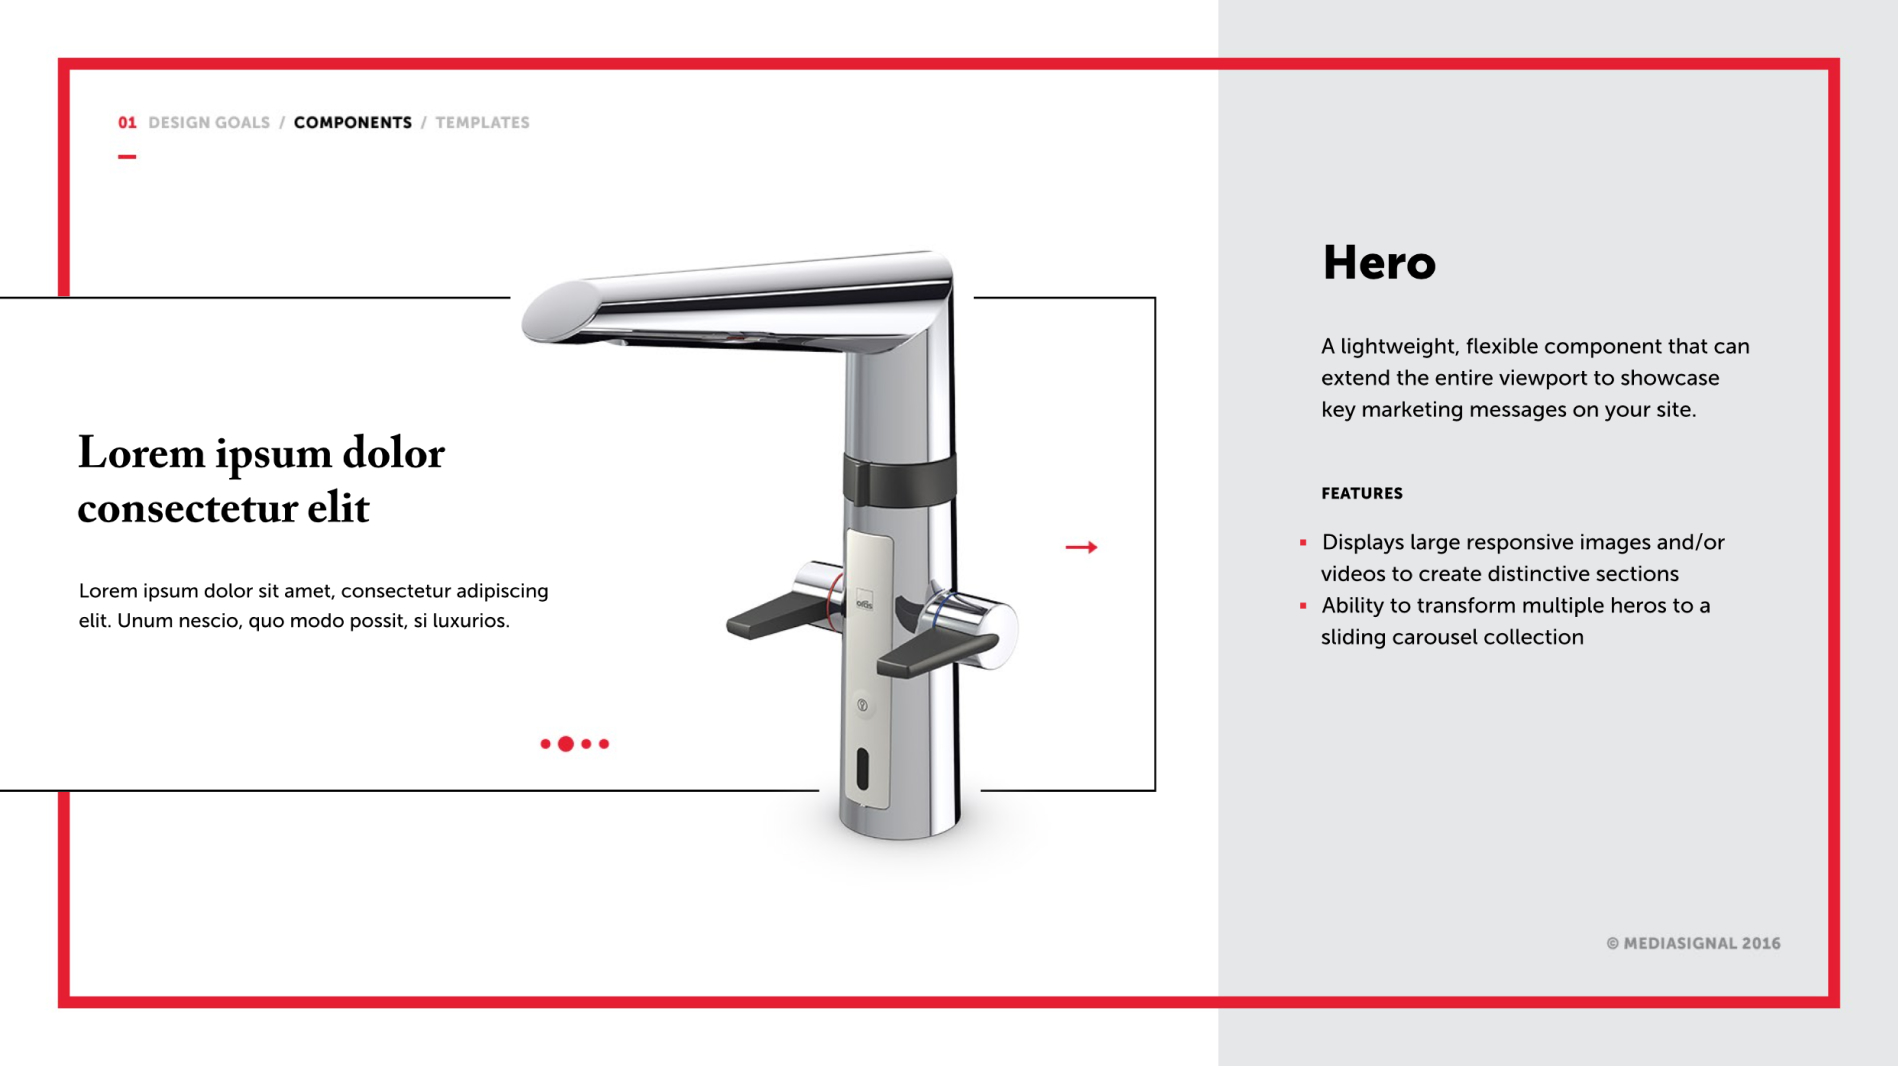 01 DESIGN GOALS / COMPONENTS / TEMPLATES
Lorem ipsum dolor
consectetur elit
Lorem ipsum dolor sit amet, consectetur adipiscing
elit. Unum nescio, quo modo possit, si luxurios.
oras
Hero
A lightweight, flexible component that can
extend the entire viewport to showcase
key marketing messages on your site.
FEATURES
▪ Displays large responsive images and/or
videos to create distinctive sections
▪ Ability to transform multiple heros to a
sliding carousel collection
© MEDIASIGNAL 2016